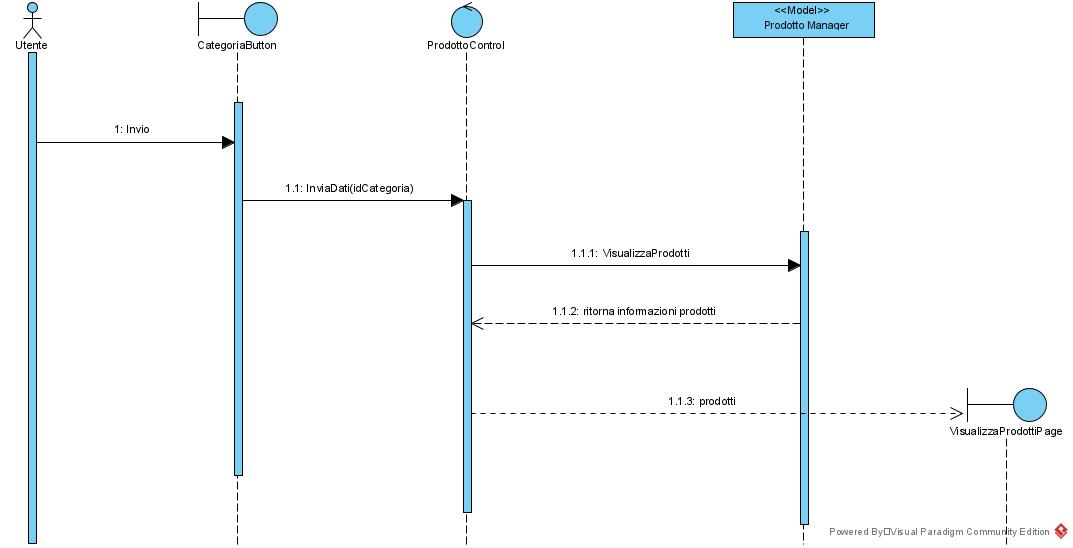 <<Model>>
Prodotto Manager
Utente
CategoriaButton
ProdottoControl
1: Invio
1.1: InviaDati(idCategoria)
1.1.1: VisualizzaProdotti
1.1.2: ritorna informazioni prodotti
1.1.3: prodotti
VisualizzaProdottiPage
Powered By Visual Paradigm Community Edition